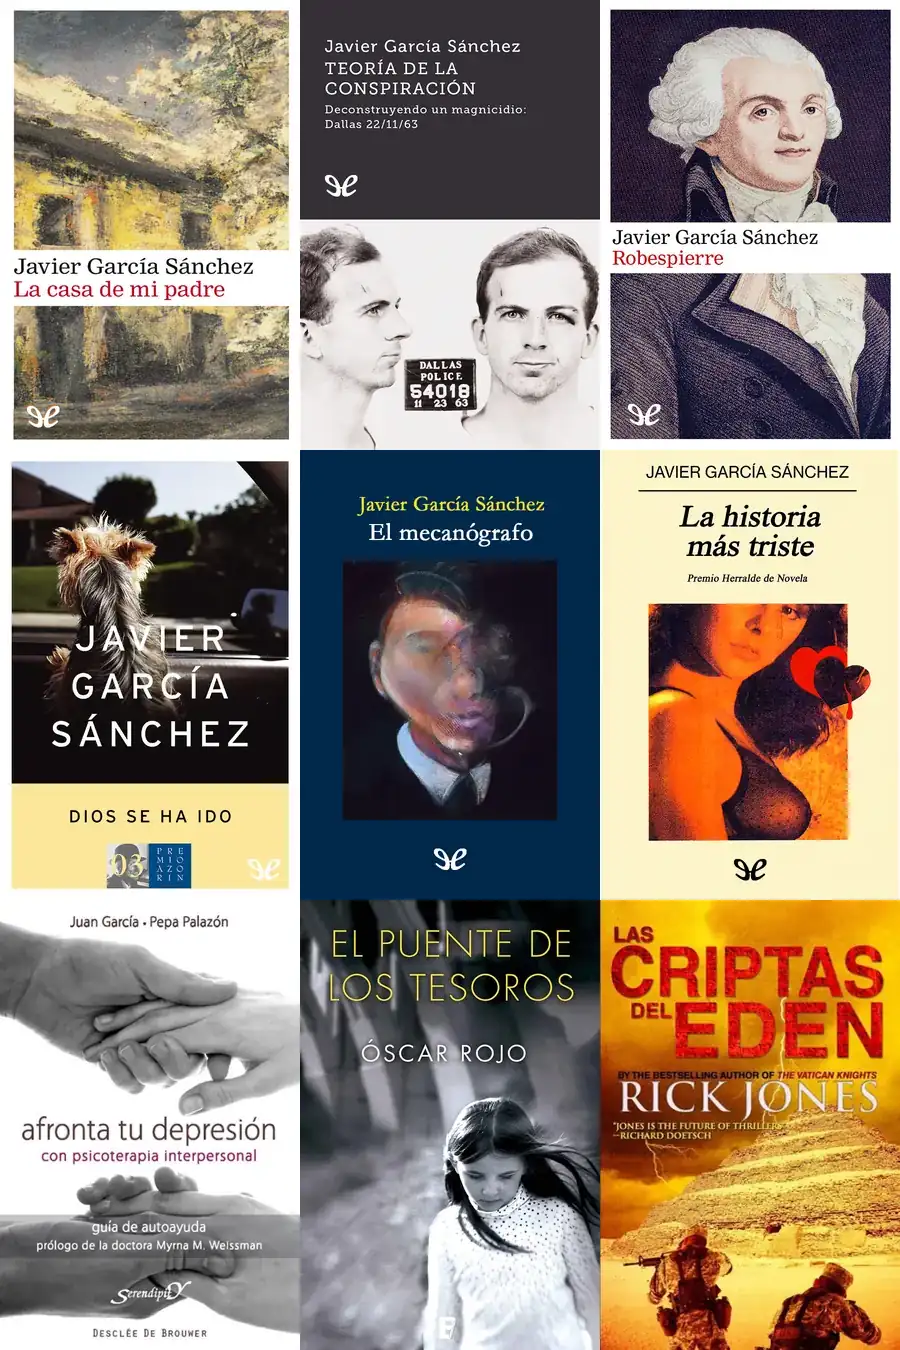 Javier García Sánchez
La casa de mi padre
Javier García Sánchez
TEORÍA DE LA
CONSPIRACIÓN
Deconstruyendo un magnicidio:
Dallas 22/11/63
DALLAS
POLICE
54018
11 23 63
Javier García Sánchez
Robespierre
JAVIER
GARCÍA
SÁNCHEZ
DIOS SE HA IDO
03
PRE
MIO
AZO
RIN
Javier García Sánchez
El mecanógrafo
JAVIER GARCÍA SÁNCHEZ
La historia
más triste
Premio Herralde de Novela
Juan García • Pepa Palazón
afronta tu depresión
con psicoterapia interpersonal
guía de autoayuda
prólogo de la doctora Myrna M. Weissman
Serendipity
DESCLÉE DE BROUWER
EL PUENTE DE
LOS TESOROS
ÓSCAR ROJO
B
LAS
CRIPTAS
DEL EDEN
BY THE BESTSELLING AUTHOR OF THE VATICAN KNIGHTS
RICK JONES
"JONES IS THE FUTURE OF THRILLERS"
--RICHARD DOETSCH